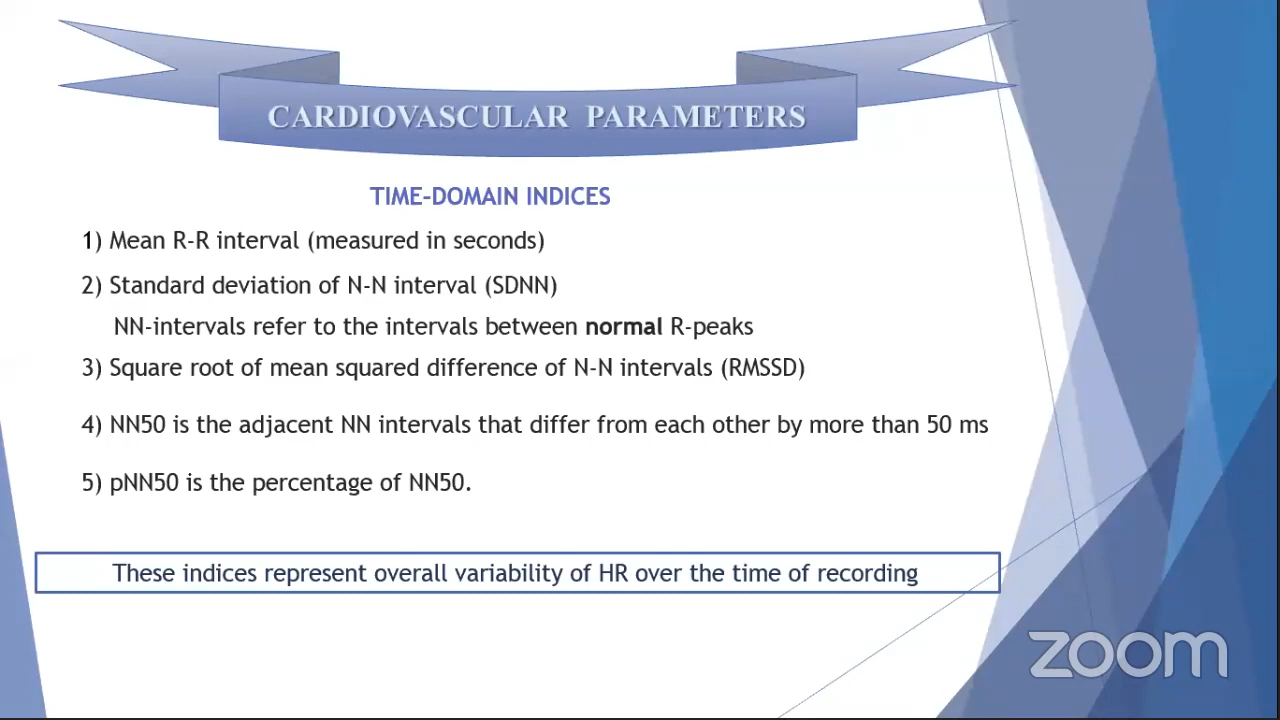 CARDIOVASCULAR PARAMETERS
TIME-DOMAIN INDICES
1) Mean R-R interval (measured in seconds)
2) Standard deviation of N-N interval (SDNN)
NN-intervals refer to the intervals between normal R-peaks
3) Square root of mean squared difference of N-N intervals (RMSSD)
4) NN50 is the adjacent NN intervals that differ from each other by more than 50 ms
5) pNN50 is the percentage of NN50.
These indices represent overall variability of HR over the time of recording
zoom